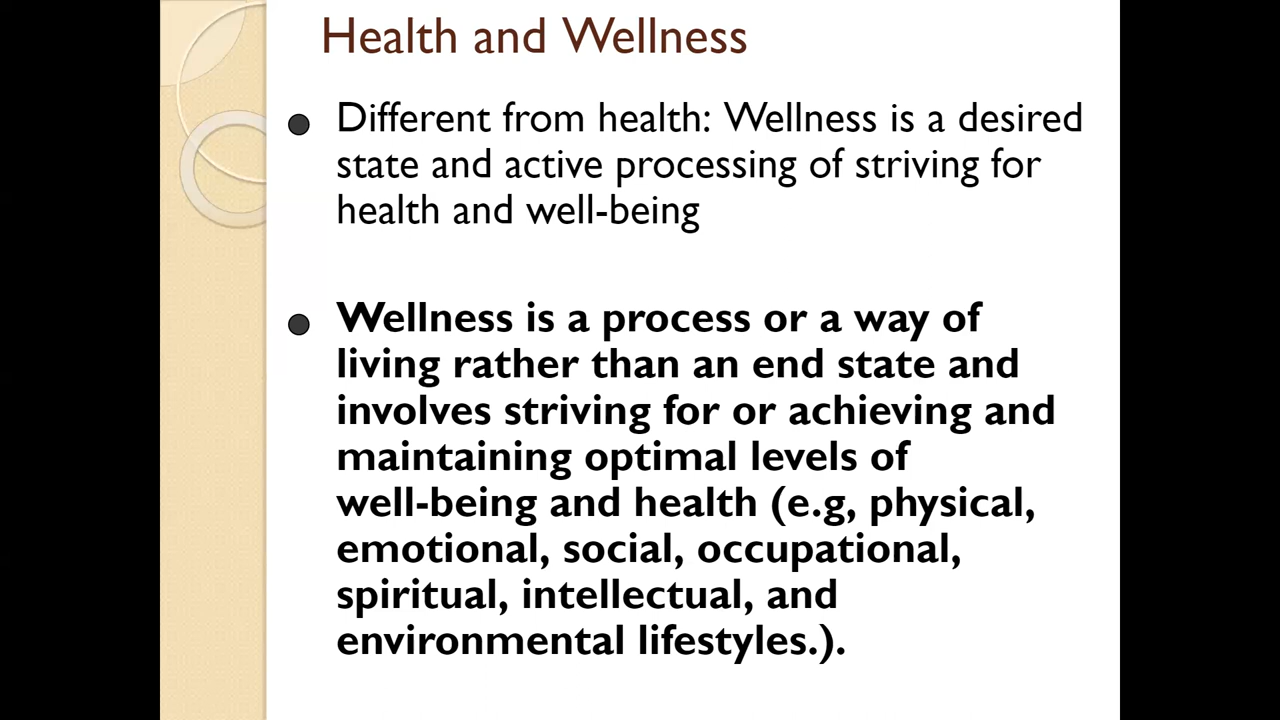 Health and Wellness
Different from health: Wellness is a desired
state and active processing of striving for
health and well-being
Wellness is a process or a way of
living rather than an end state and
involves striving for or achieving and
maintaining optimal levels of
well-being and health (e.g, physical,
emotional, social, occupational,
spiritual, intellectual, and
environmental lifestyles.).